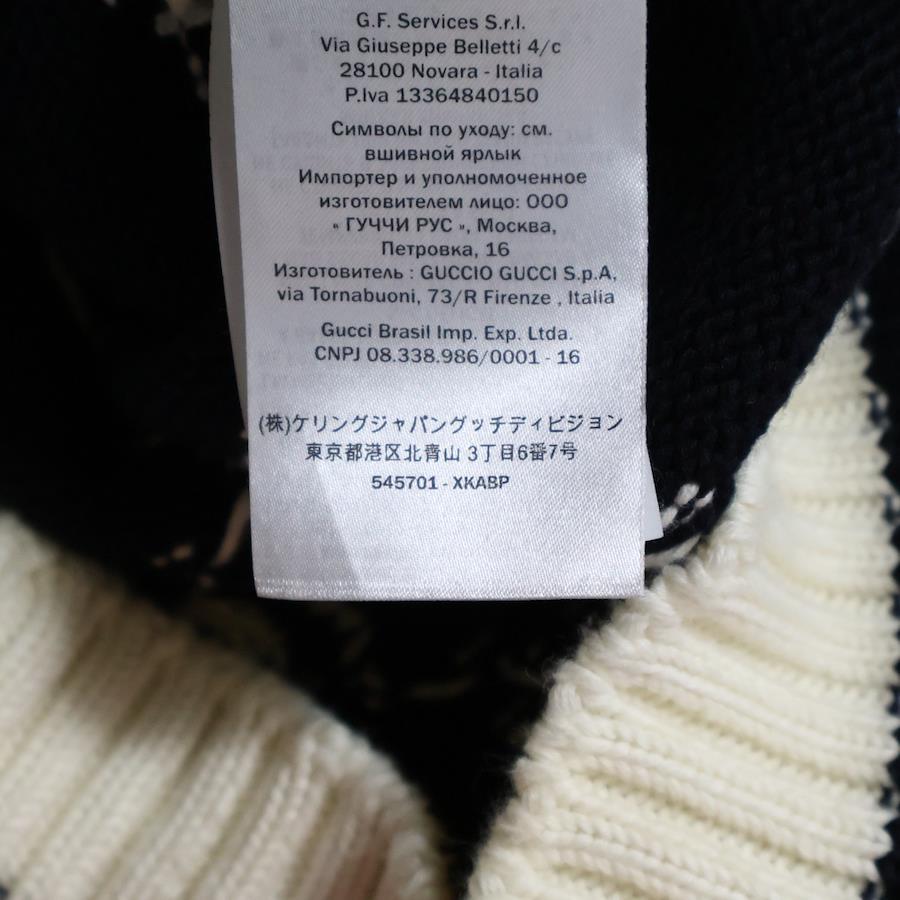 G.F. Services S.r.l.
Via Giuseppe Belletti 4/c
28100 Novara - Italia
P.Iva 13364840150
Символы по уходу: см.
вшивной ярлык
Импортер и уполномоченное
изготовителем лицо: ООО
« ГУЧЧИ РУС », Москва,
Петровка, 16
Изготовитель : GUCCIO GUCCI S.p.A,
via Tornabuoni, 73/R Firenze , Italia
Gucci Brasil Imp. Exp. Ltda.
CNPJ 08.338.986/0001 - 16
(株)ケリングジャパングッチディビジョン
東京都港区北青山 3丁目6番7号
545701 - XKABP